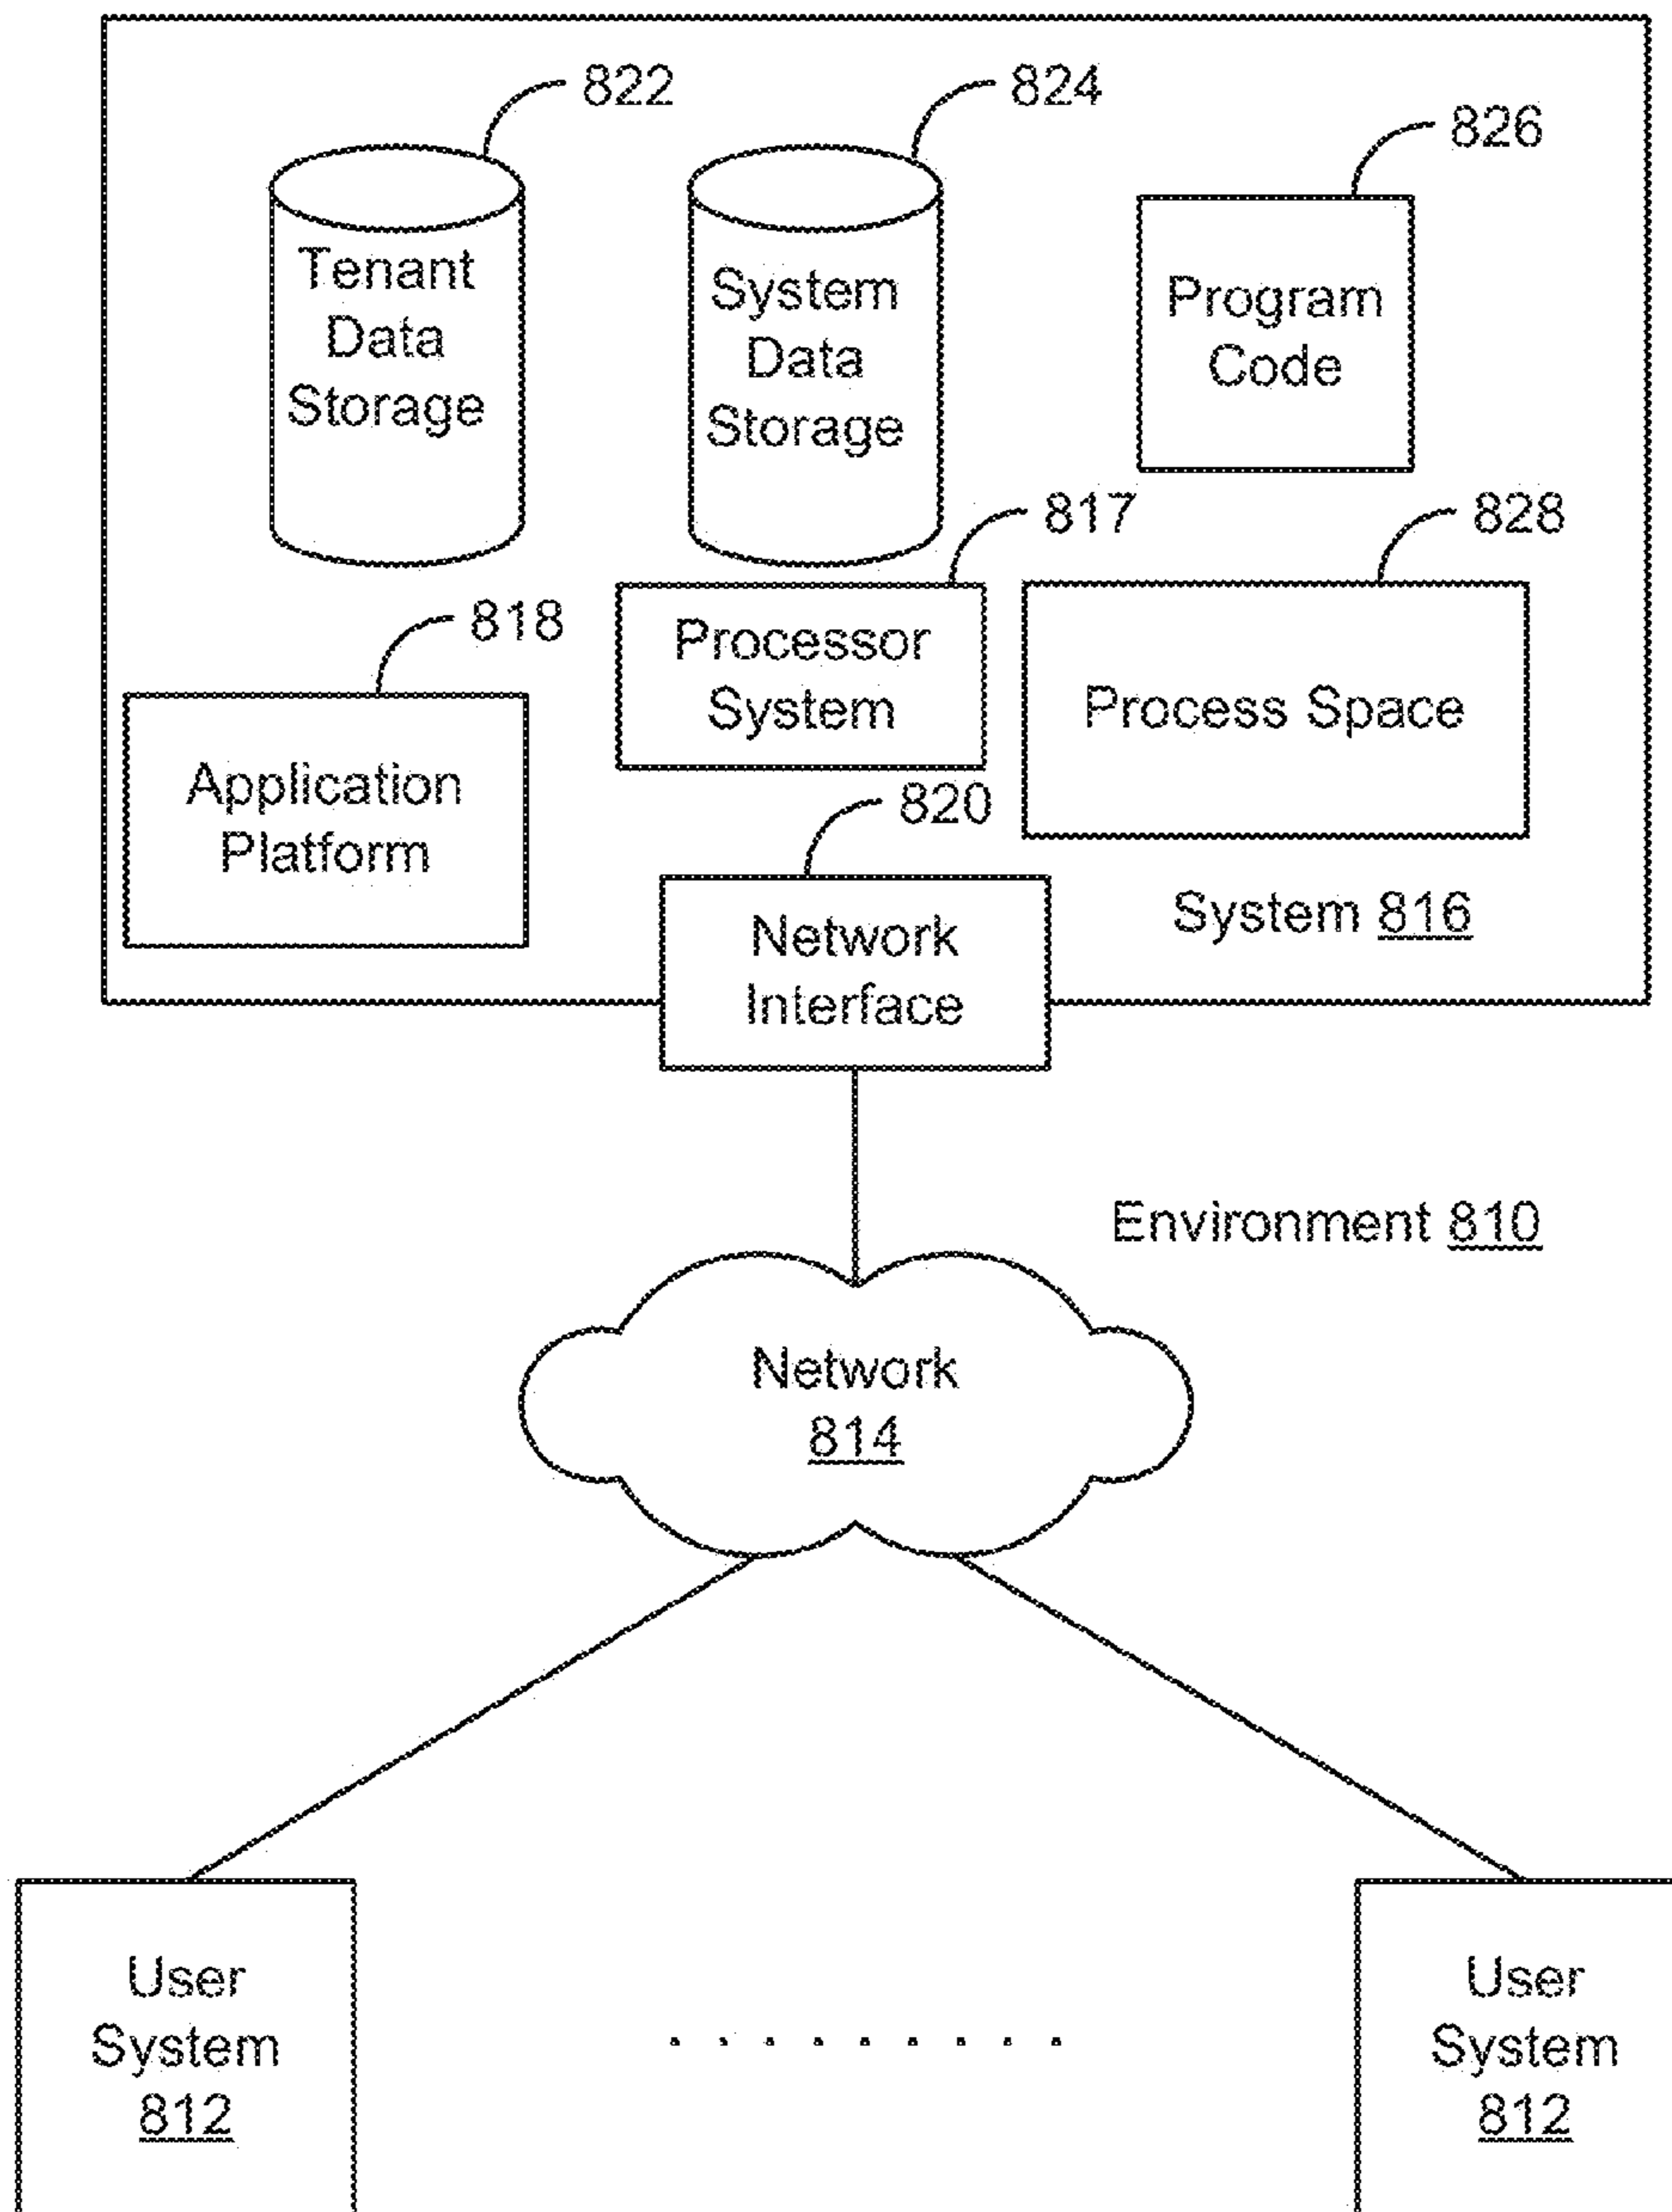 822
824
826
Tenant
Data
Storage
System
Data
Storage
Program
Code
817
828
818
Processor
System
Process Space
Application
Platform
820
Network
Interface
System 816
Environment 810
Network
814
User
System
812
User
System
812